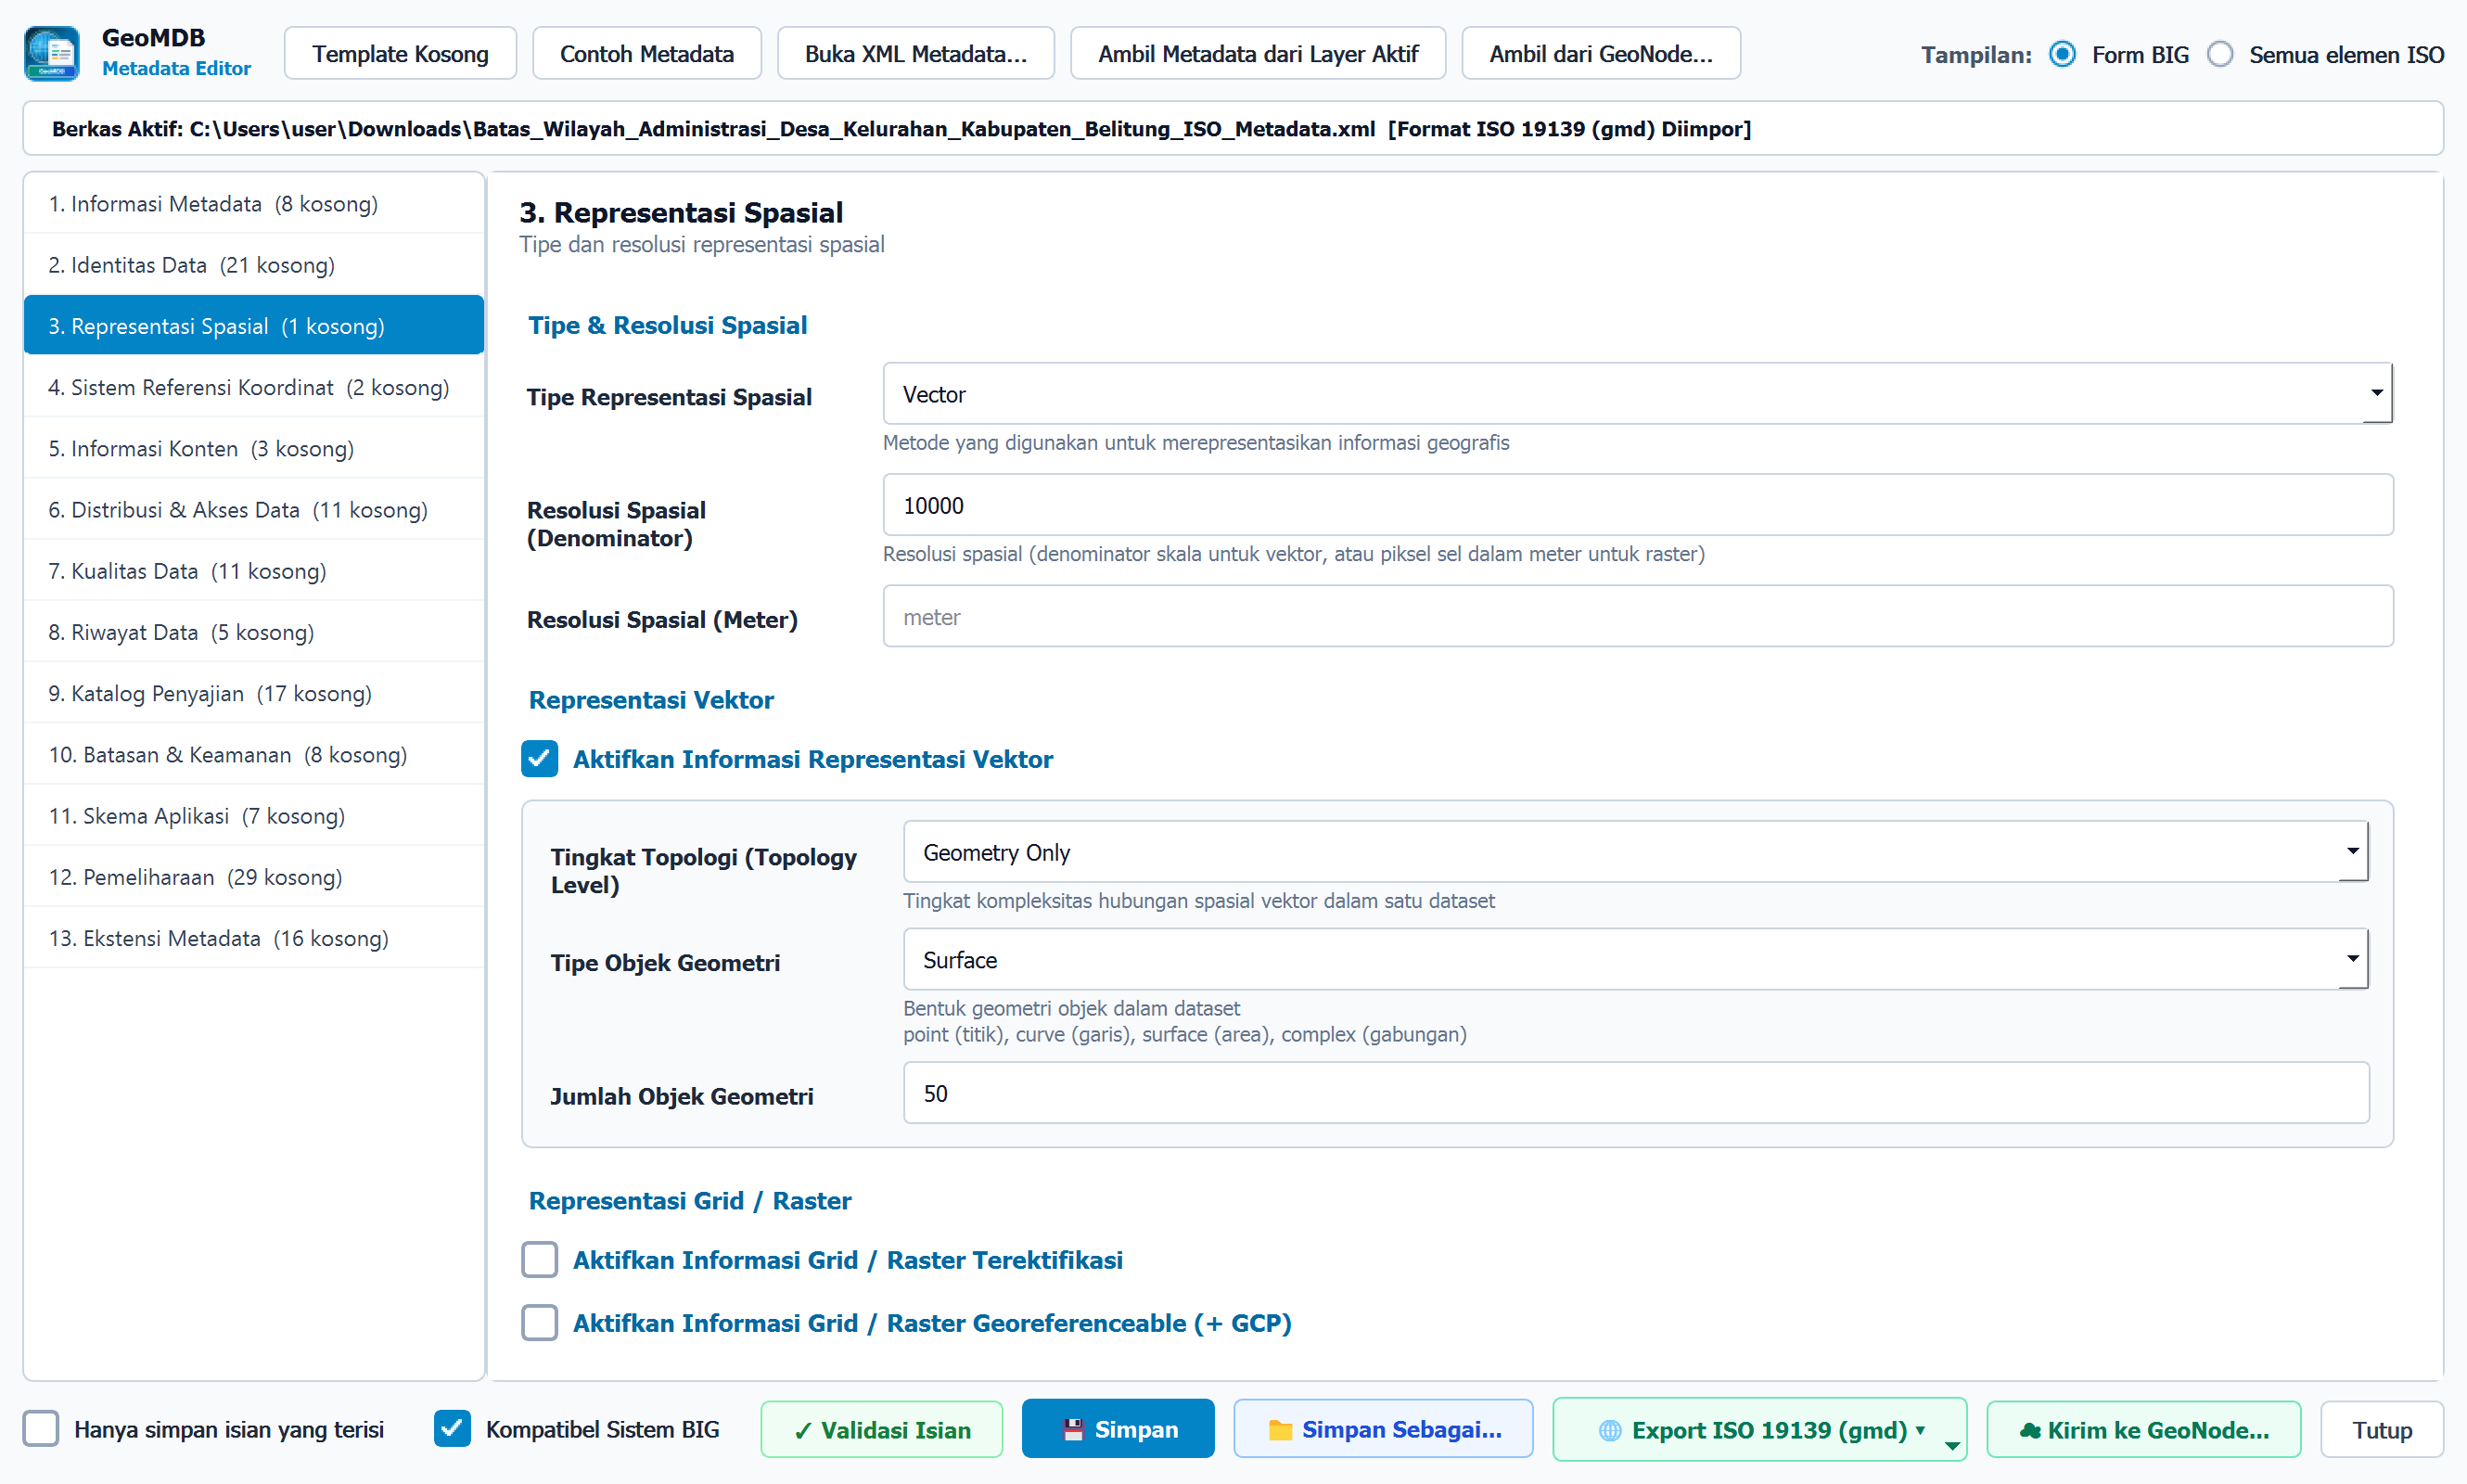 GeoMDB
Metadata Editor
Template Kosong
Contoh Metadata
Buka XML Metadata...
Ambil Metadata dari Layer Aktif
Ambil dari GeoNode...
Tampilan:
Form BIG
Semua elemen ISO
Berkas Aktif: C:\Users\user\Downloads\Batas_Wilayah_Administrasi_Desa_Kelurahan_Kabupaten_Belitung_ISO_Metadata.xml [Format ISO 19139 (gmd) Diimpor]
1. Informasi Metadata (8 kosong)
2. Identitas Data (21 kosong)
3. Representasi Spasial (1 kosong)
4. Sistem Referensi Koordinat (2 kosong)
5. Informasi Konten (3 kosong)
6. Distribusi & Akses Data (11 kosong)
7. Kualitas Data (11 kosong)
8. Riwayat Data (5 kosong)
9. Katalog Penyajian (17 kosong)
10. Batasan & Keamanan (8 kosong)
11. Skema Aplikasi (7 kosong)
12. Pemeliharaan (29 kosong)
13. Ekstensi Metadata (16 kosong)
3. Representasi Spasial
Tipe dan resolusi representasi spasial
Tipe & Resolusi Spasial
Tipe Representasi Spasial
Vector
Metode yang digunakan untuk merepresentasikan informasi geografis
Resolusi Spasial
(Denominator)
10000
Resolusi spasial (denominator skala untuk vektor, atau piksel sel dalam meter untuk raster)
Resolusi Spasial (Meter)
meter
Representasi Vektor
Aktifkan Informasi Representasi Vektor
Tingkat Topologi (Topology
Level)
Geometry Only
Tingkat kompleksitas hubungan spasial vektor dalam satu dataset
Tipe Objek Geometri
Surface
Bentuk geometri objek dalam dataset
point (titik), curve (garis), surface (area), complex (gabungan)
Jumlah Objek Geometri
50
Representasi Grid / Raster
Aktifkan Informasi Grid / Raster Terektifikasi
Aktifkan Informasi Grid / Raster Georeferenceable (+ GCP)
Hanya simpan isian yang terisi
Kompatibel Sistem BIG
✓ Validasi Isian
Simpan
Simpan Sebagai...
Export ISO 19139 (gmd) ▾
Kirim ke GeoNode...
Tutup